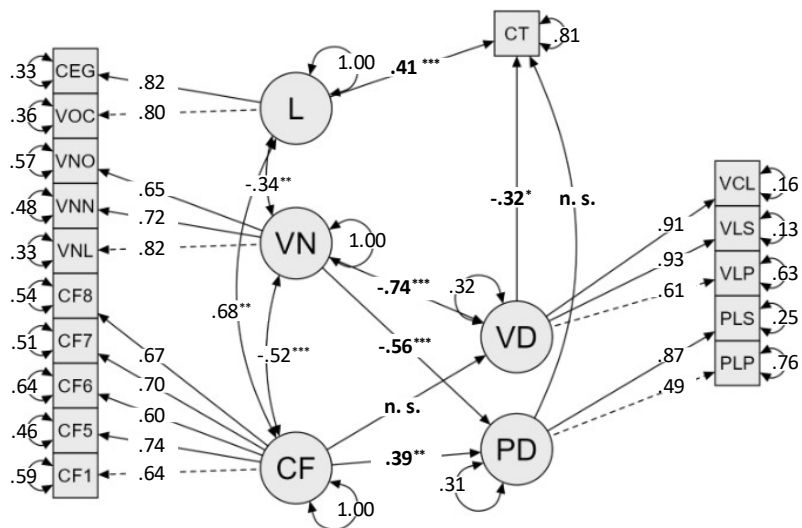 CT
.81
.33
CEG
.82
1.00
.41 ***
L
.36
VOC
.80
.57
VNO
.65
-.34**
-.32*
n. s.
VCL
.16
.48
VNN
.72
VN
1.00
.91
VLS
.13
.33
VNL
.82
-.74***
.32
.93
VLP
.63
.54
CF8
.68**
.61
.51
CF7
.67
-.52***
-.56***
VD
PLS
.25
.64
CF6
.70
.87
PLP
.76
.60
n. s.
.49
.46
CF5
.74
CF
.39**
PD
.59
CF1
.64
.31
1.00